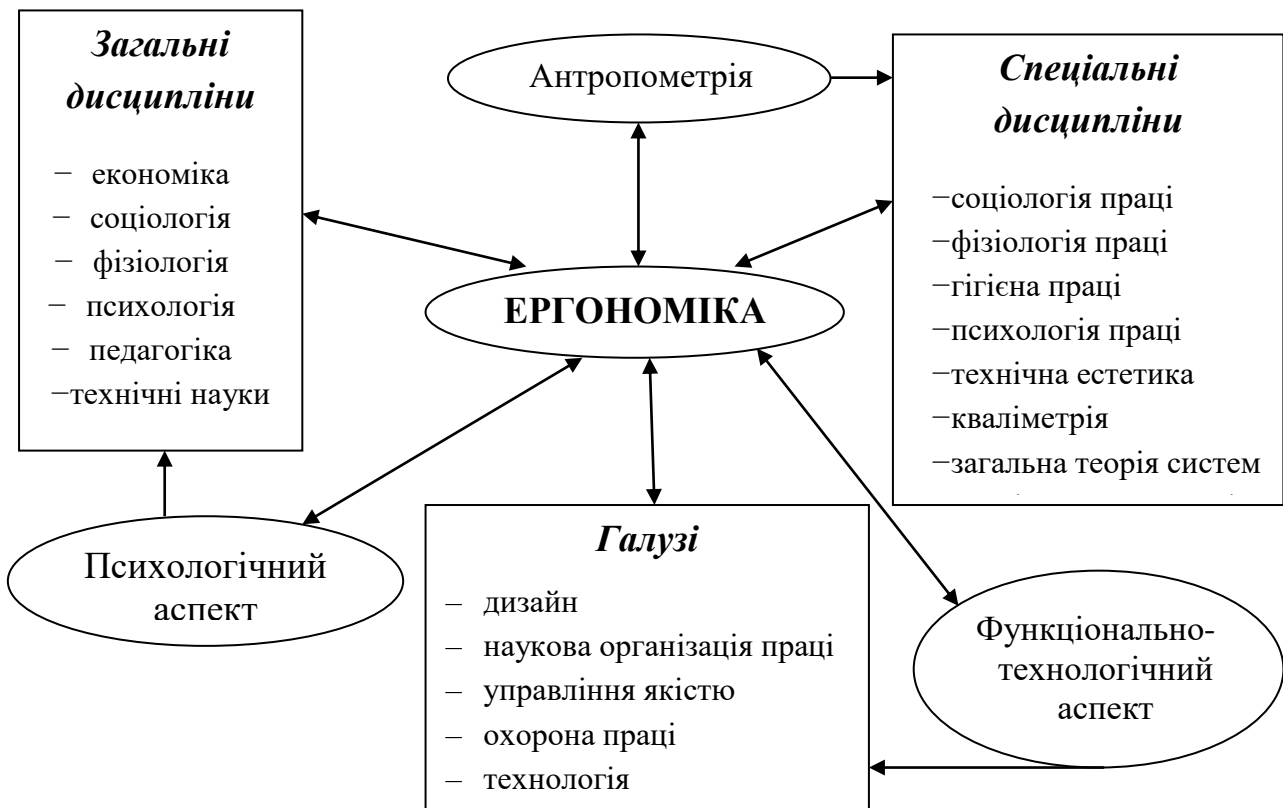 Загальні
дисципліни
− економіка
− соціологія
− фізіологія
− психологія
− педагогіка
−технічні науки
Антропометрія
Спеціальні
дисципліни
−соціологія праці
−фізіологія праці
−гігієна праці
−психологія праці
−технічна естетика
−кваліметрія
−загальна теорія систем
ЕРГОНОМІКА
Психологічний
аспект
Галузі
– дизайн
– наукова організація праці
– управління якістю
– охорона праці
– технологія
Функціонально-
технологічний
аспект